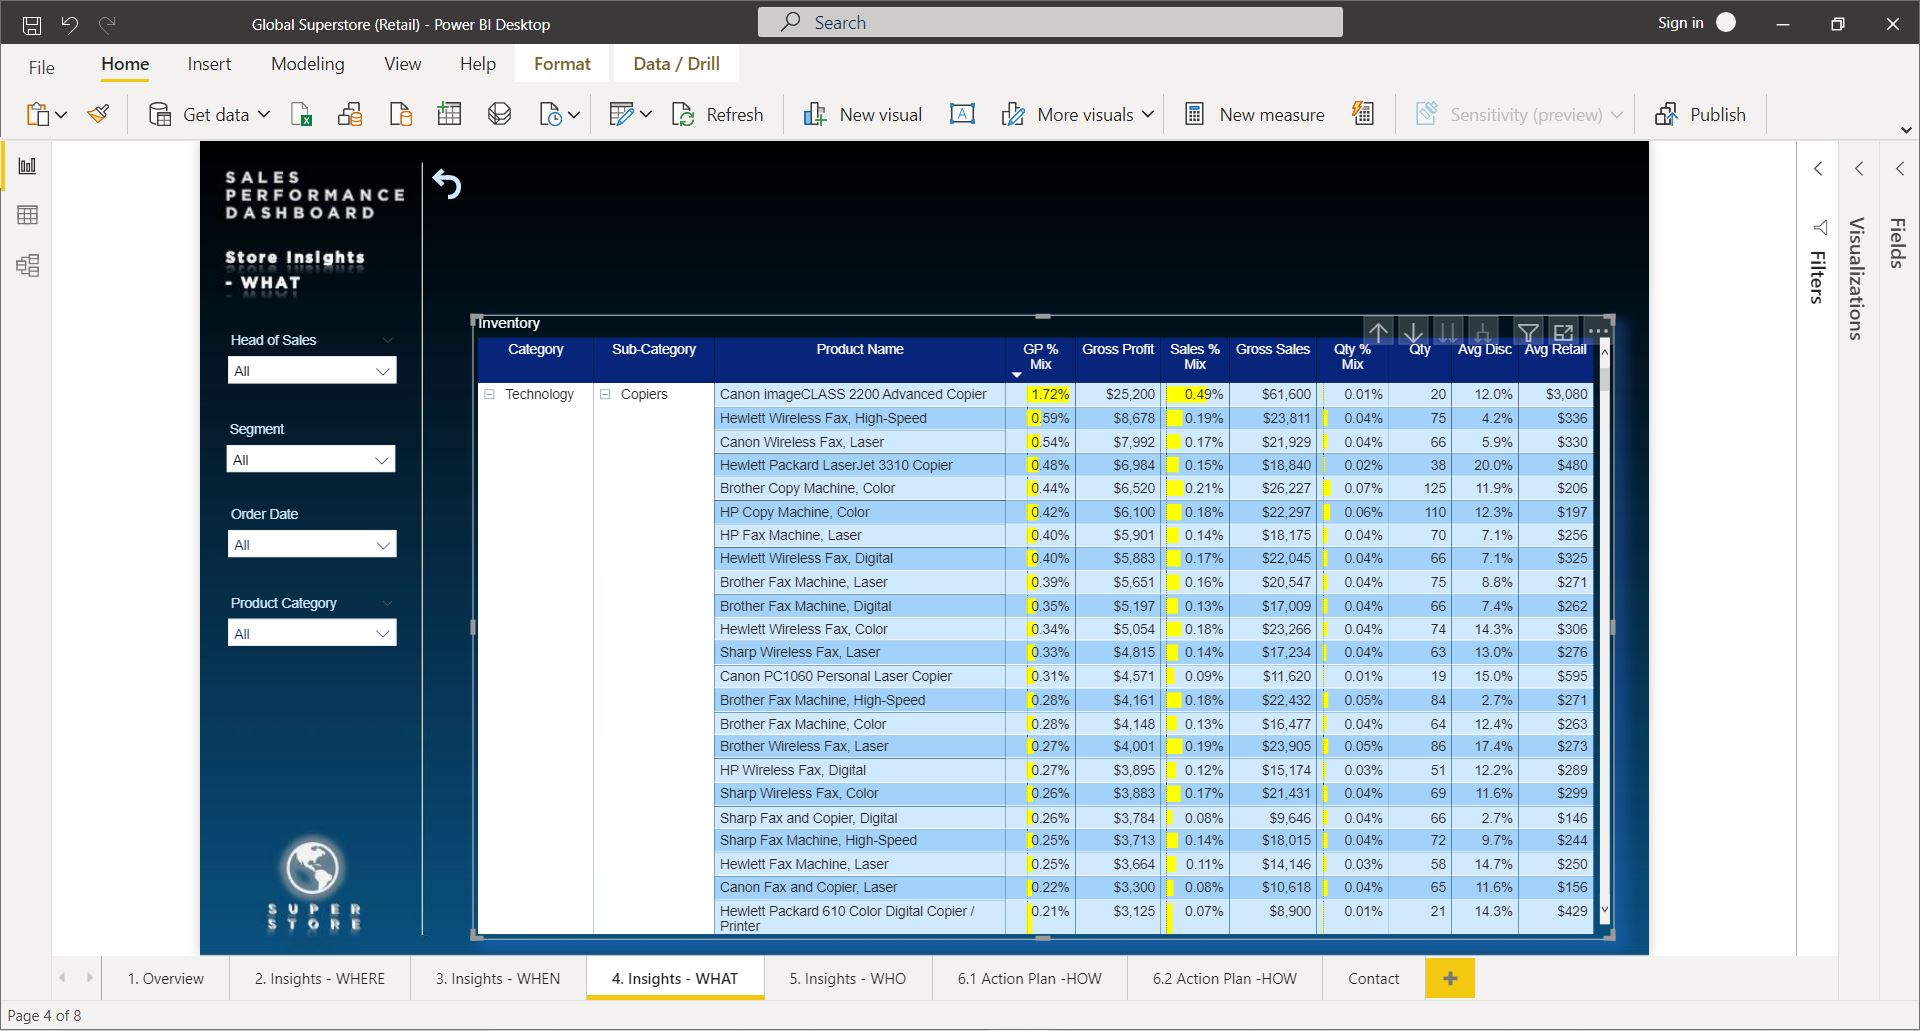 Global Superstore (Retail) - Power BI Desktop
Search
Sign in
File
Home
Insert
Modeling
View
Help
Format
Data / Drill
Get data
Refresh
New visual
A
More visuals
New measure
Sensitivity (preview)
Publish
SALES
PERFORMANCE
DASHBOARD
Store Insights
- WHAT
Head of Sales
All
Segment
All
Order Date
All
Product Category
All
SUPER
STORE
Filters
Visualizations
Fields
Inventory
Category Sub-Category Product Name GP % Mix Gross Profit Sales % Mix Gross Sales Qty % Mix Qty Avg Disc Avg Retail
Technology Copiers Canon imageCLASS 2200 Advanced Copier 1.72% $25,200 0.49% $61,600 0.01% 20 12.0% $3,080
Hewlett Wireless Fax, High-Speed 0.59% $8,678 0.19% $23,811 0.04% 75 4.2% $336
Canon Wireless Fax, Laser 0.54% $7,992 0.17% $21,929 0.04% 66 5.9% $330
Hewlett Packard LaserJet 3310 Copier 0.48% $6,984 0.15% $18,840 0.02% 38 20.0% $480
Brother Copy Machine, Color 0.44% $6,520 0.21% $26,227 0.07% 125 11.9% $206
HP Copy Machine, Color 0.42% $6,100 0.18% $22,297 0.06% 110 12.3% $197
HP Fax Machine, Laser 0.40% $5,901 0.14% $18,175 0.04% 70 7.1% $256
Hewlett Wireless Fax, Digital 0.40% $5,883 0.17% $22,045 0.04% 66 7.1% $325
Brother Fax Machine, Laser 0.39% $5,651 0.16% $20,547 0.04% 75 8.8% $271
Brother Fax Machine, Digital 0.35% $5,197 0.13% $17,009 0.04% 66 7.4% $262
Hewlett Wireless Fax, Color 0.34% $5,054 0.18% $23,266 0.04% 74 14.3% $306
Sharp Wireless Fax, Laser 0.33% $4,815 0.14% $17,234 0.04% 63 13.0% $276
Canon PC1060 Personal Laser Copier 0.31% $4,571 0.09% $11,620 0.01% 19 15.0% $595
Brother Fax Machine, High-Speed 0.28% $4,161 0.18% $22,432 0.05% 84 2.7% $271
Brother Fax Machine, Color 0.28% $4,148 0.13% $16,477 0.04% 64 12.4% $263
Brother Wireless Fax, Laser 0.27% $4,001 0.19% $23,905 0.05% 86 17.4% $273
HP Wireless Fax, Digital 0.27% $3,895 0.12% $15,174 0.03% 51 12.2% $289
Sharp Wireless Fax, Color 0.26% $3,883 0.17% $21,431 0.04% 69 11.6% $299
Sharp Fax and Copier, Digital 0.26% $3,784 0.08% $9,646 0.04% 66 2.7% $146
Sharp Fax Machine, High-Speed 0.25% $3,713 0.14% $18,015 0.04% 72 9.7% $244
Hewlett Fax Machine, Laser 0.25% $3,664 0.11% $14,146 0.03% 58 14.7% $250
Canon Fax and Copier, Laser 0.22% $3,300 0.08% $10,618 0.04% 65 11.6% $156
Hewlett Packard 610 Color Digital Copier / 0.21% $3,125 0.07% $8,900 0.01% 21 14.3% $429
Printer
1. Overview
2. Insights - WHERE
3. Insights - WHEN
4. Insights - WHAT
5. Insights - WHO
6.1 Action Plan -HOW
6.2 Action Plan -HOW
Contact
Page 4 of 8